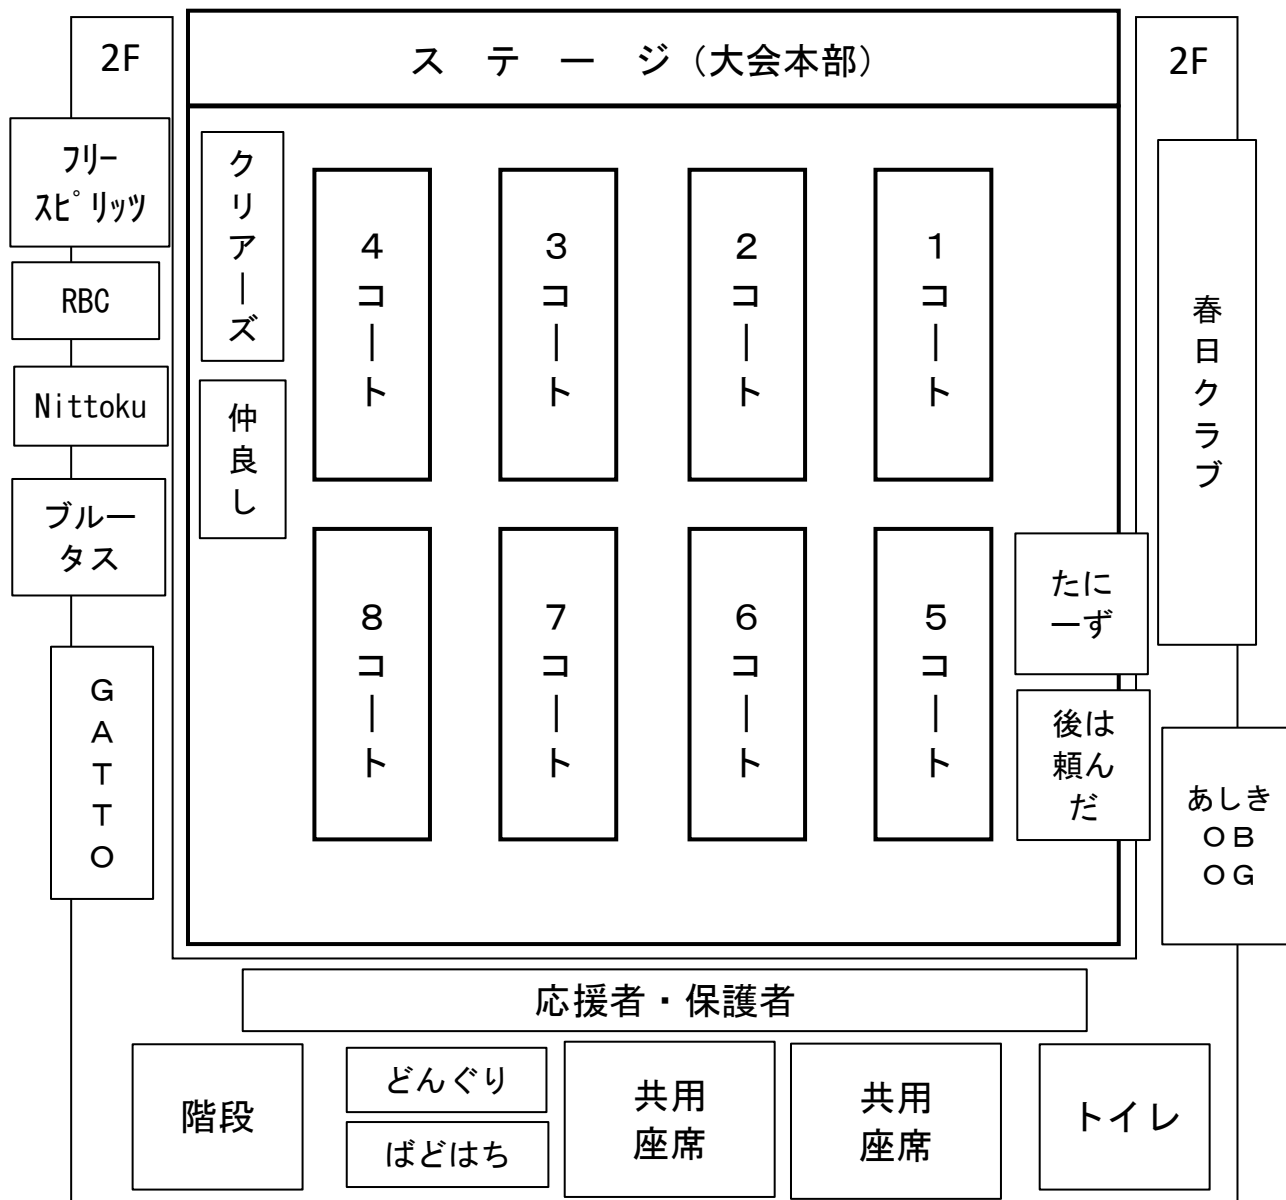 2F
ステージ（大会本部）
2F
フリー
スピリッツ
RBC
Nittoku
ブルー
タス
GATTO
クリアーズ
仲良し
4コート
3コート
2コート
1コート
8コート
7コート
6コート
5コート
たに
ーず
後は
頼ん
だ
春日クラブ
あしき
OB
OG
応援者・保護者
階段
どんぐり
ばどはち
共用
座席
共用
座席
トイレ